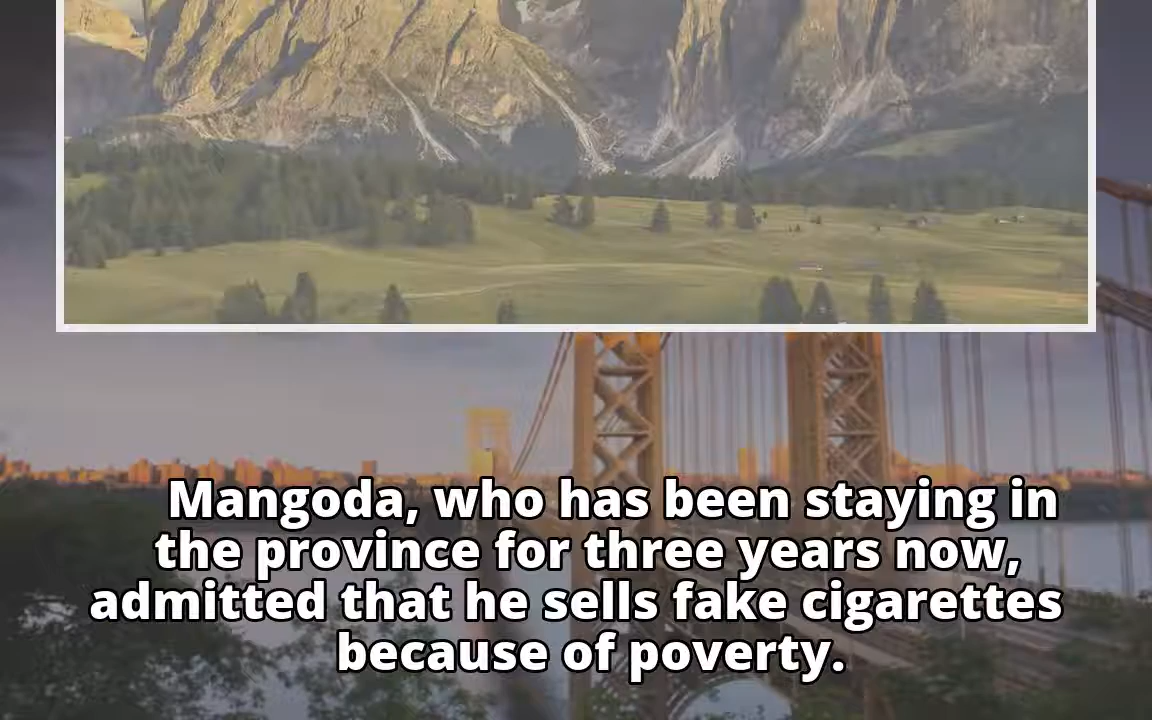 Mangoda, who has been staying in
the province for three years now,
admitted that he sells fake cigarettes
because of poverty.